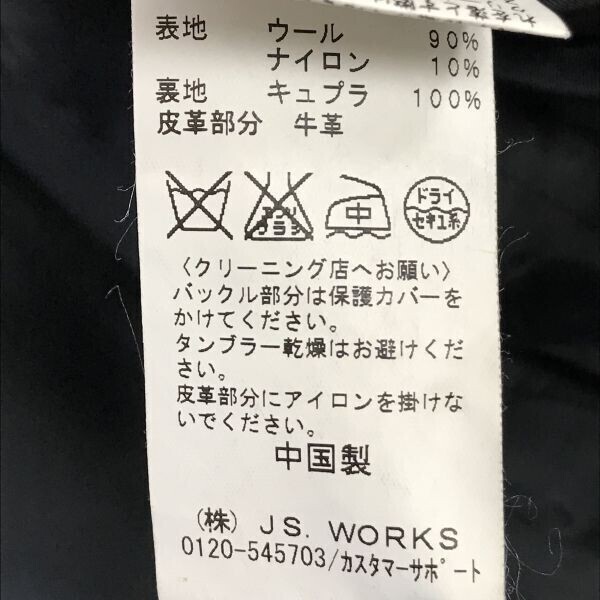 表地 ウール 90%
ナイロン 10%
裏地 キュプラ 100%
皮革部分 牛革
エンソ サラシ 中 ドライ セキユ系
〈クリーニング店へお願い〉
バックル部分は保護カバーを
かけてください。
タンブラー乾燥はお避けくだ
さい。
皮革部分にアイロンを掛けな
いでください。
中国製
(株) JS. WORKS
0120-545703/カスタマーサポート